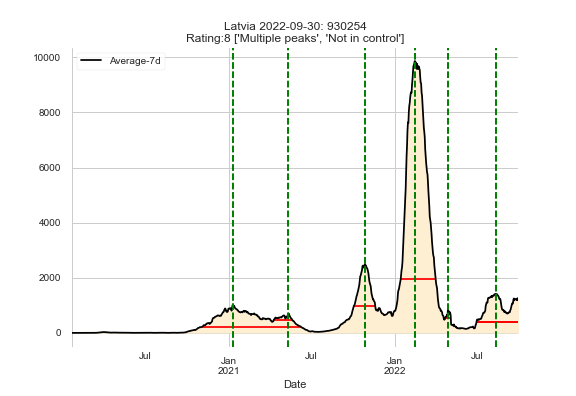 Latvia 2022-09-30: 930254
Rating:8 ['Multiple peaks', 'Not in control']
Average-7d
10000
8000
6000
4000
2000
0
Jul
Jan
2021
Jul
Jan
2022
Jul
Date